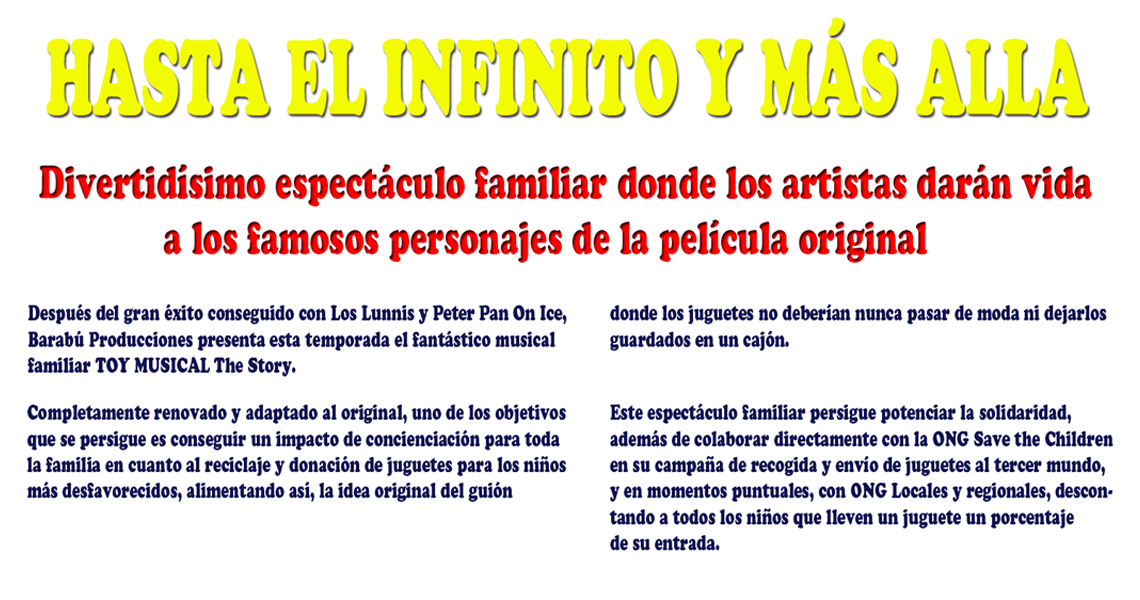 HASTA EL INFINITO Y MÁS ALLA
Divertidísimo espectáculo familiar donde los artistas darán vida
a los famosos personajes de la película original
Después del gran éxito conseguido con Los Lunnis y Peter Pan On Ice,
Barabú Producciones presenta esta temporada el fantástico musical
familiar TOY MUSICAL The Story.
Completamente renovado y adaptado al original, uno de los objetivos
que se persigue es conseguir un impacto de concienciación para toda
la familia en cuanto al reciclaje y donación de juguetes para los niños
más desfavorecidos, alimentando así, la idea original del guión
donde los juguetes no deberían nunca pasar de moda ni dejarlos
guardados en un cajón.
Este espectáculo familiar persigue potenciar la solidaridad,
además de colaborar directamente con la ONG Save the Children
en su campaña de recogida y envío de juguetes al tercer mundo,
y en momentos puntuales, con ONG Locales y regionales, descon-
tando a todos los niños que lleven un juguete un porcentaje
de su entrada.